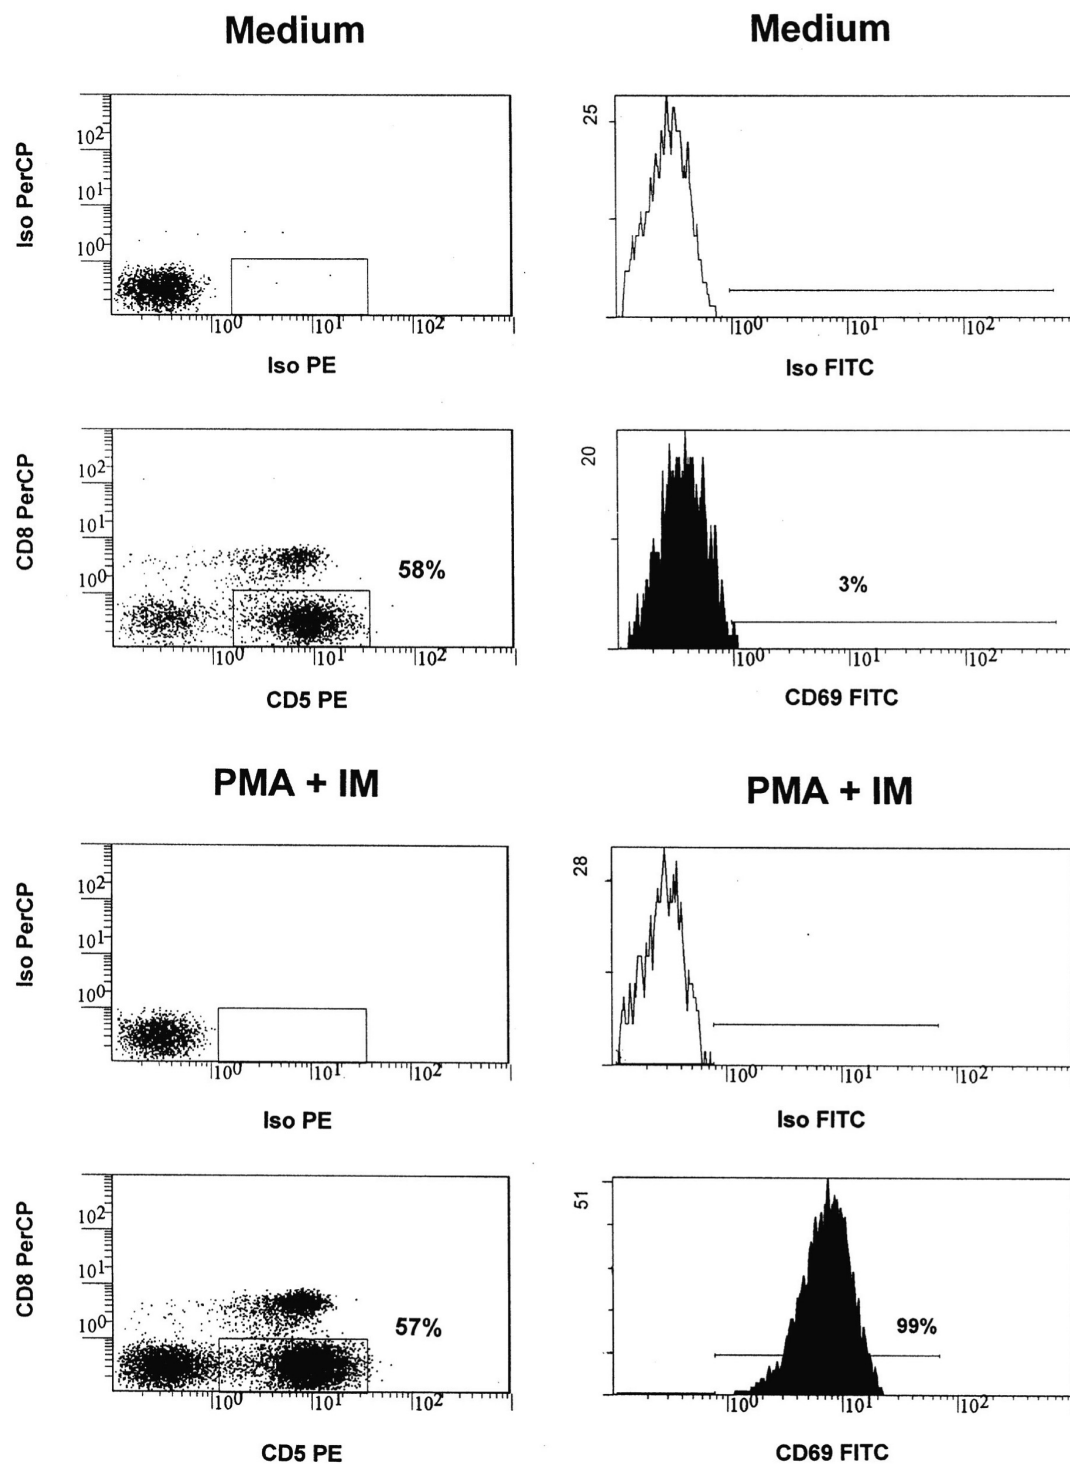 Medium
Medium
Iso PerCP
10² 10¹ 10⁰
10⁰ 10¹ 10²
Iso PE
25
10⁰ 10¹ 10²
Iso FITC
CD8 PerCP
10² 10¹ 10⁰
58%
10⁰ 10¹ 10²
CD5 PE
20
3%
10⁰ 10¹ 10²
CD69 FITC
PMA + IM
PMA + IM
Iso PerCP
10² 10¹ 10⁰
10⁰ 10¹ 10²
Iso PE
28
10⁰ 10¹ 10²
Iso FITC
CD8 PerCP
10² 10¹ 10⁰
57%
10⁰ 10¹ 10²
CD5 PE
51
99%
10⁰ 10¹ 10²
CD69 FITC